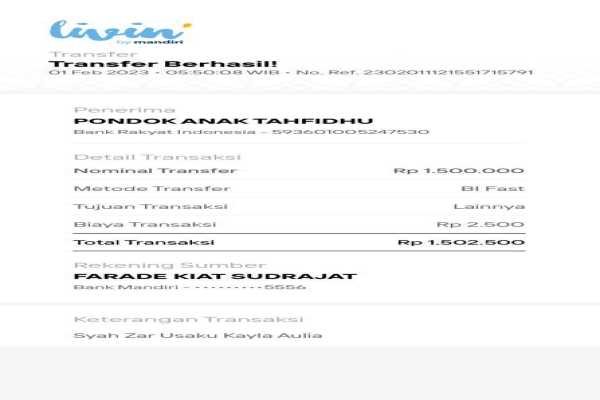 livin'
by mandiri
Transfer
Transfer Berhasil!
01 Feb 2023 • 05:50:08 WIB • No. Ref. 2302011121551715791
Penerima
PONDOK ANAK TAHFIDHU
Bank Rakyat Indonesia - 593601005247530
Detail Transaksi
Nominal Transfer Rp 1.500.000
Metode Transfer BI Fast
Tujuan Transaksi Lainnya
Biaya Transaksi Rp 2.500
Total Transaksi Rp 1.502.500
Rekening Sumber
FARADE KIAT SUDRAJAT
Bank Mandiri - •••••••••5556
Keterangan Transaksi
Syah Zar Usaku Kayla Aulia